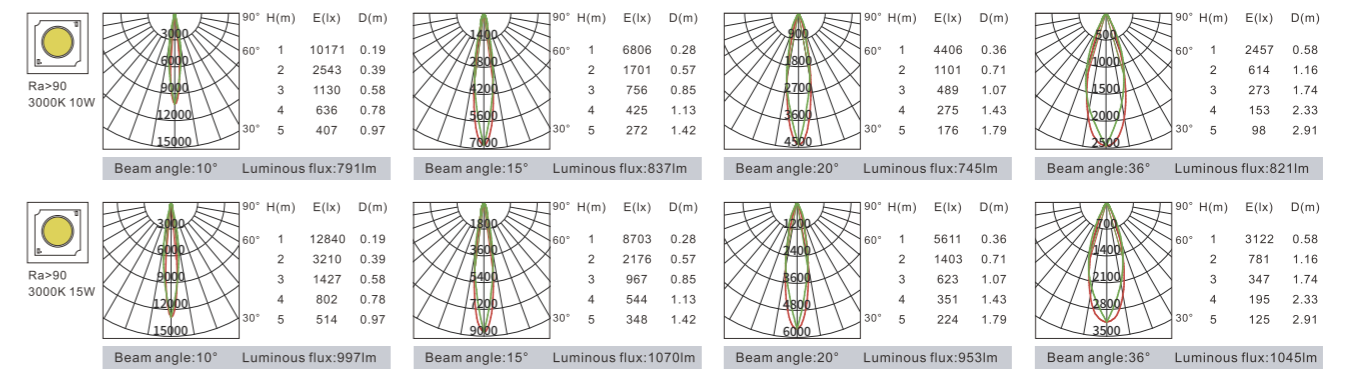 Ra>90
3000K 10W
3000
6000
9000
12000
15000
90° H(m) E(lx) D(m)
60° 1 10171 0.19
2 2543 0.39
3 1130 0.58
4 636 0.78
30° 5 407 0.97
Beam angle:10° Luminous flux:791lm
1400
2800
4200
5600
7000
90° H(m) E(lx) D(m)
60° 1 6806 0.28
2 1701 0.57
3 756 0.85
4 425 1.13
30° 5 272 1.42
Beam angle:15° Luminous flux:837lm
900
1800
2700
3600
4500
90° H(m) E(lx) D(m)
60° 1 4406 0.36
2 1101 0.71
3 489 1.07
4 275 1.43
30° 5 176 1.79
Beam angle:20° Luminous flux:745lm
500
1000
1500
2000
2500
90° H(m) E(lx) D(m)
60° 1 2457 0.58
2 614 1.16
3 273 1.74
4 153 2.33
30° 5 98 2.91
Beam angle:36° Luminous flux:821lm
Ra>90
3000K 15W
3000
6000
9000
12000
15000
90° H(m) E(lx) D(m)
60° 1 12840 0.19
2 3210 0.39
3 1427 0.58
4 802 0.78
30° 5 514 0.97
Beam angle:10° Luminous flux:997lm
1800
3600
5400
7200
9000
90° H(m) E(lx) D(m)
60° 1 8703 0.28
2 2176 0.57
3 967 0.85
4 544 1.13
30° 5 348 1.42
Beam angle:15° Luminous flux:1070lm
1200
2400
3600
4800
6000
90° H(m) E(lx) D(m)
60° 1 5611 0.36
2 1403 0.71
3 623 1.07
4 351 1.43
30° 5 224 1.79
Beam angle:20° Luminous flux:953lm
700
1400
2100
2800
3500
90° H(m) E(lx) D(m)
60° 1 3122 0.58
2 781 1.16
3 347 1.74
4 195 2.33
30° 5 125 2.91
Beam angle:36° Luminous flux:1045lm